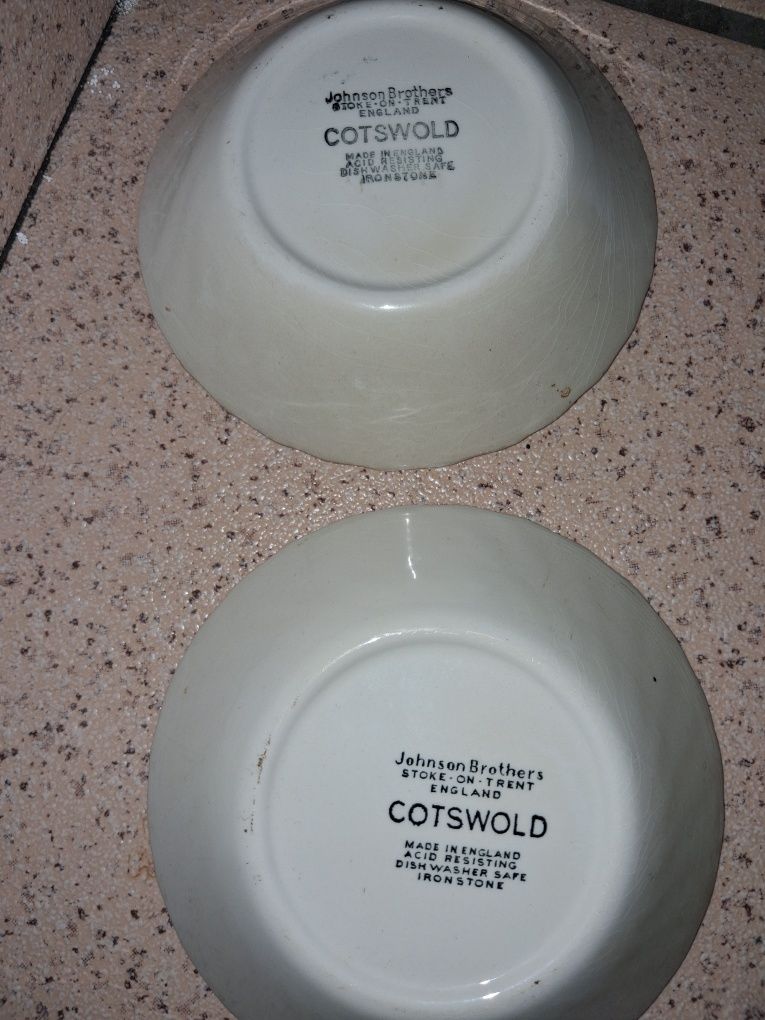 Johnson Brothers
STOKE-ON-TRENT
ENGLAND
COTSWOLD
MADE IN ENGLAND
ACID RESISTING
DISHWASHER SAFE
IRONSTONE
Johnson Brothers
STOKE-ON-TRENT
ENGLAND
COTSWOLD
MADE IN ENGLAND
ACID RESISTING
DISHWASHER SAFE
IRONSTONE